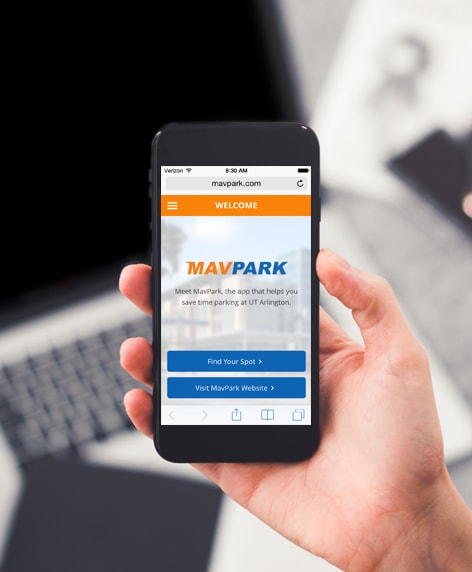 Verizon 8:30 AM
mavpark.com
WELCOME
MAVPARK
Meet MavPark, the app that helps you
save time parking at UT Arlington.
Find Your Spot >
Visit MavPark Website >